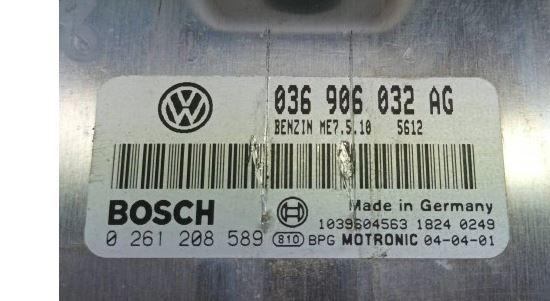 036 906 032 AG
BENZIN ME7.5.10 5612
BOSCH Made in Germany
1039604563 1824 0249
0 261 208 589 810 BPG MOTRONIC 04-04-01